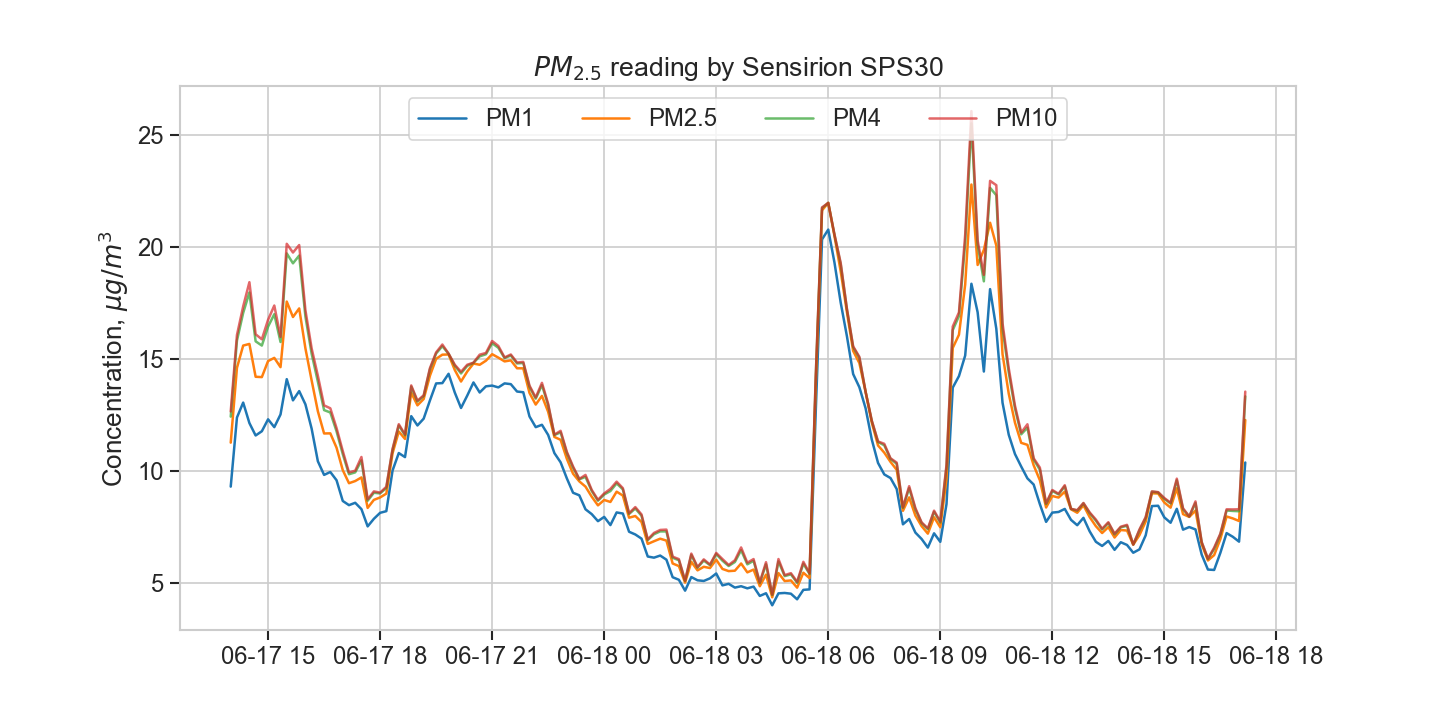 PM2.5 reading by Sensirion SPS30
PM1 PM2.5 PM4 PM10
Concentration, μg/m³
25
20
15
10
5
06-17 15 06-17 18 06-17 21 06-18 00 06-18 03 06-18 06 06-18 09 06-18 12 06-18 15 06-18 18